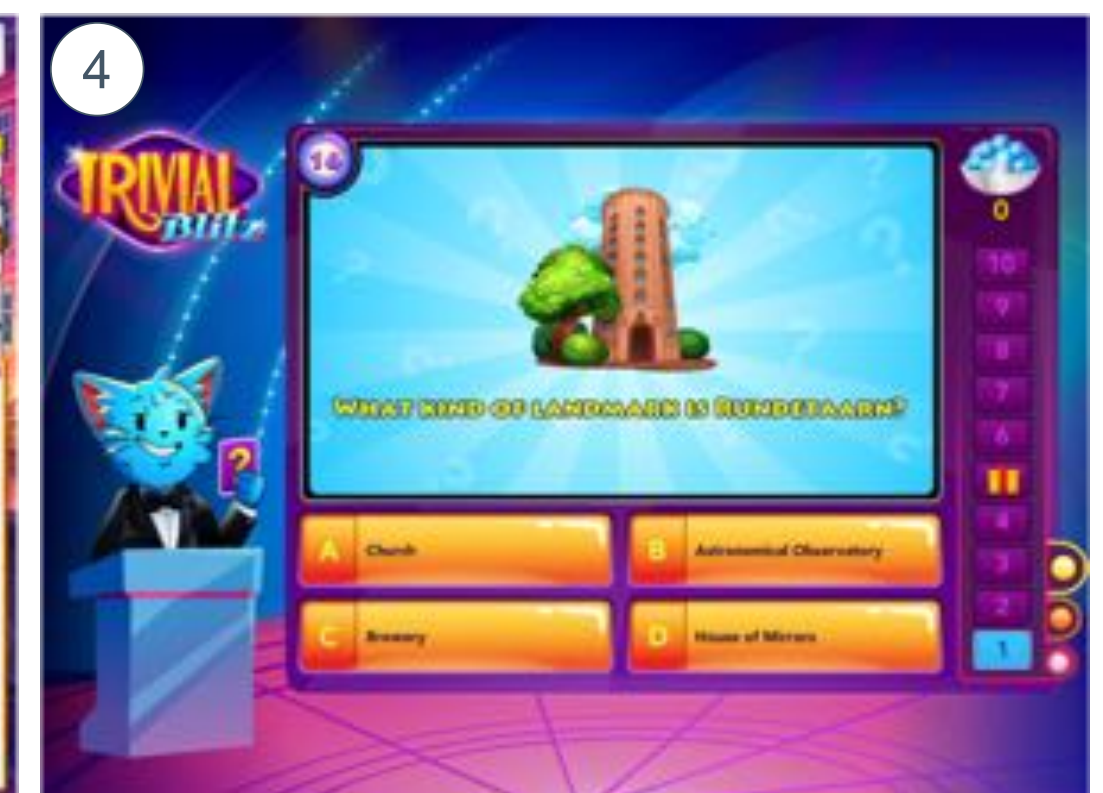 4
TRIVIAL
Blitz
14
0
WHAT KIND OF LANDMARK IS RUNDETAARN?
?
A Church
B Astronomical Observatory
C Brewery
D House of Mirrors
10
9
8
7
6
4
3
2
1